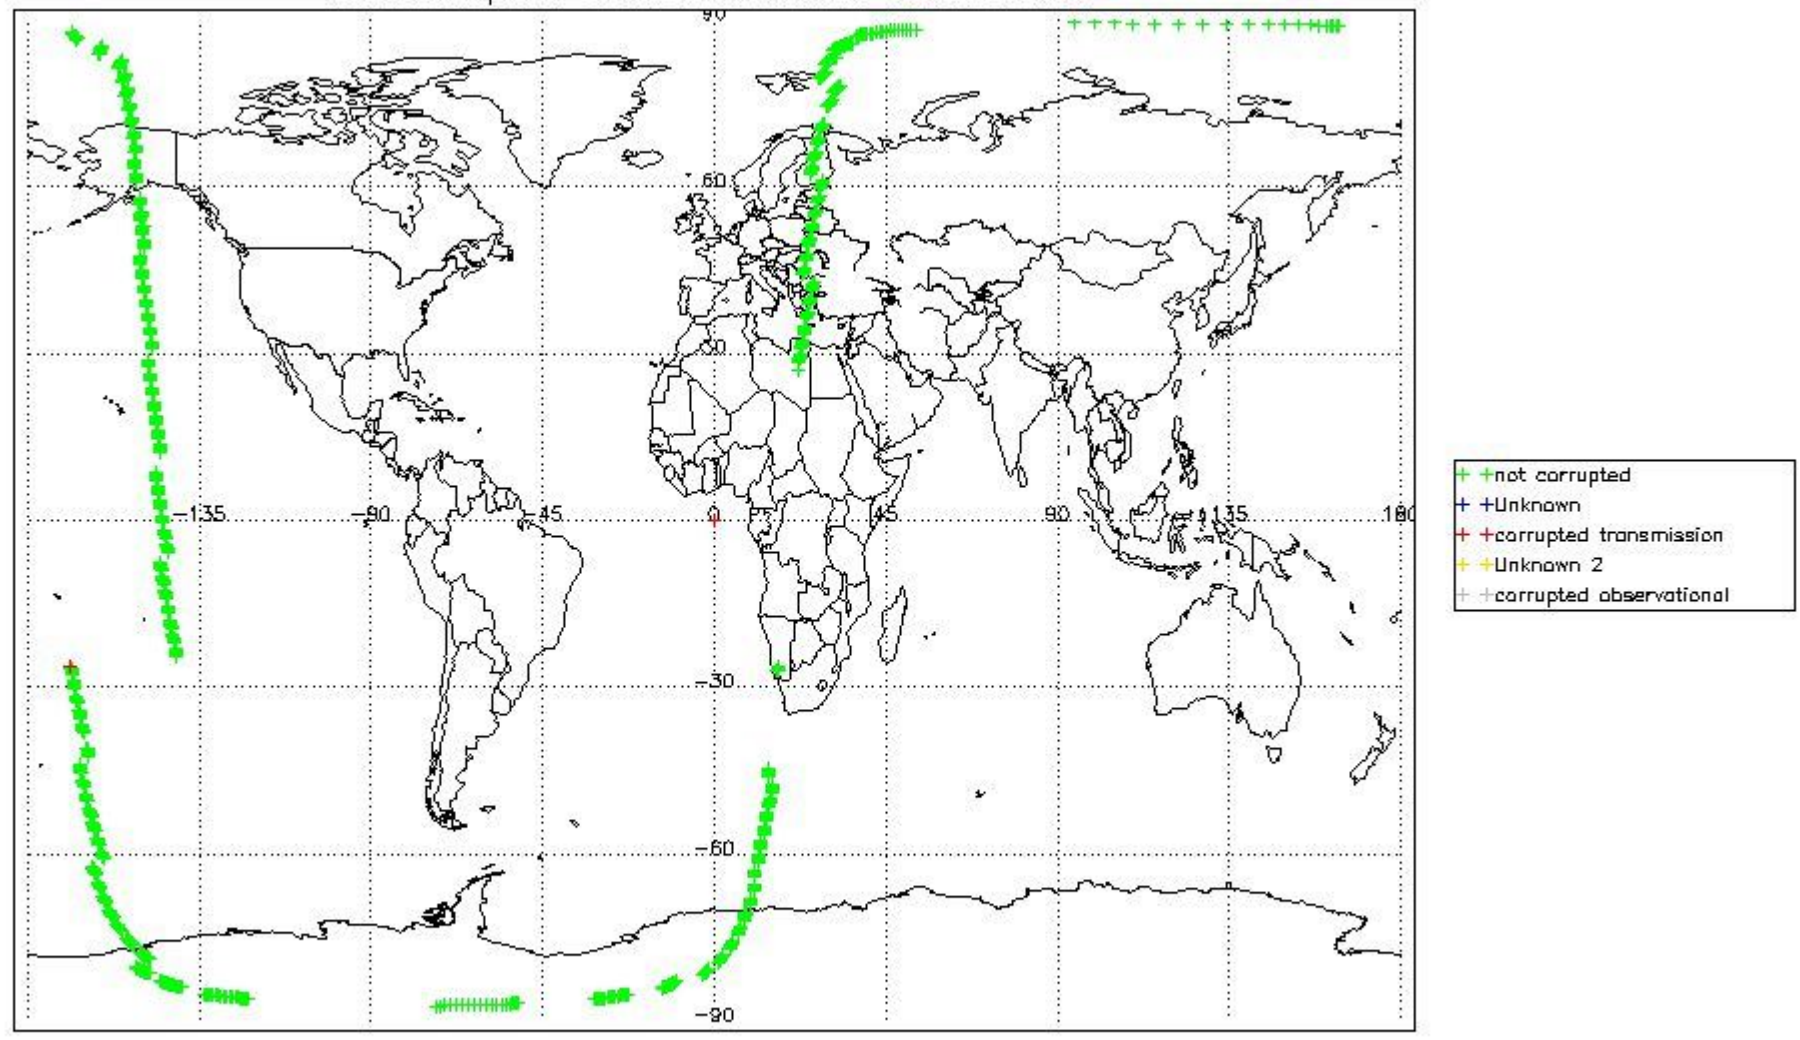 90
60
30
-135 -90 -45 0 45 90 135 180
-30
-60
-90
+ +not corrupted
+ +Unknown
+ +corrupted transmission
+ +Unknown 2
+ +corrupted observational